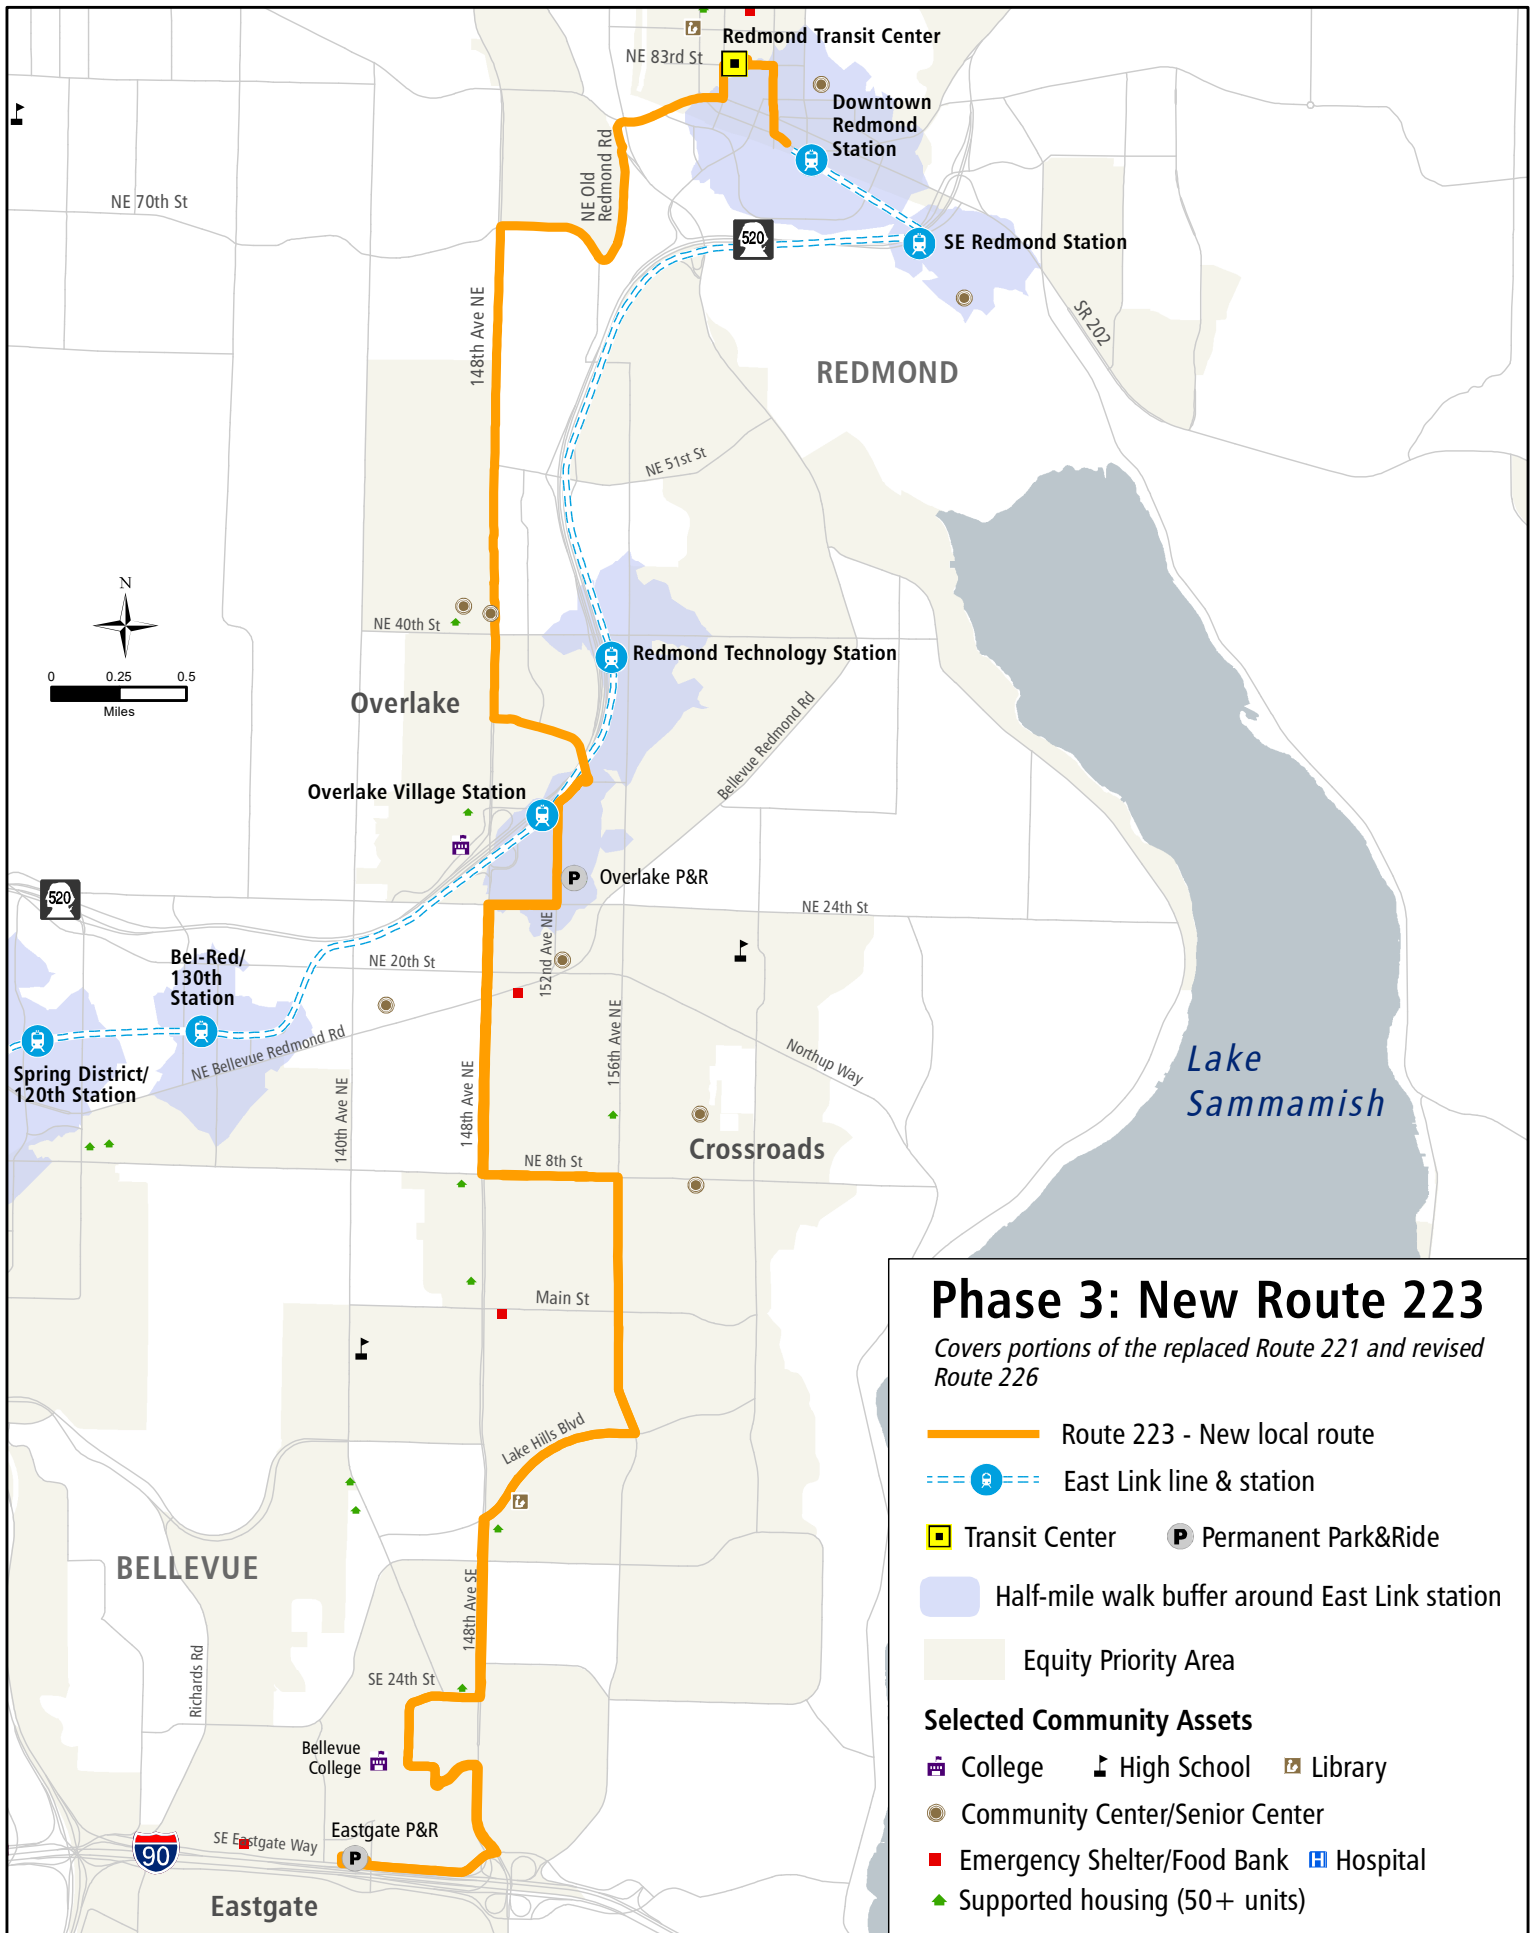 Redmond Transit Center
NE 83rd St
Downtown
Redmond
Station
NE Old
Redmond Rd
NE 70th St
520
SE Redmond Station
148th Ave NE
SR 202
REDMOND
NE 51st St
N
NE 40th St
Redmond Technology Station
0 0.25 0.5
Miles
Overlake
Bellevue Redmond Rd
Overlake Village Station
P
Overlake P&R
520
NE 24th St
152nd Ave NE
Bel-Red/
130th
Station
NE 20th St
156th Ave NE
NE Bellevue Redmond Rd
Northup Way
Lake
Sammamish
Spring District/
120th Station
140th Ave NE
148th Ave NE
Crossroads
NE 8th St
Main St
Lake Hills Blvd
BELLEVUE
148th Ave SE
Richards Rd
SE 24th St
Bellevue
College
Eastgate P&R
SE Eastgate Way
90
P
Eastgate
Phase 3: New Route 223
Covers portions of the replaced Route 221 and revised
Route 226
Route 223 - New local route
East Link line & station
Transit Center
P Permanent Park&Ride
Half-mile walk buffer around East Link station
Equity Priority Area
Selected Community Assets
College High School Library
Community Center/Senior Center
Emergency Shelter/Food Bank H Hospital
Supported housing (50+ units)